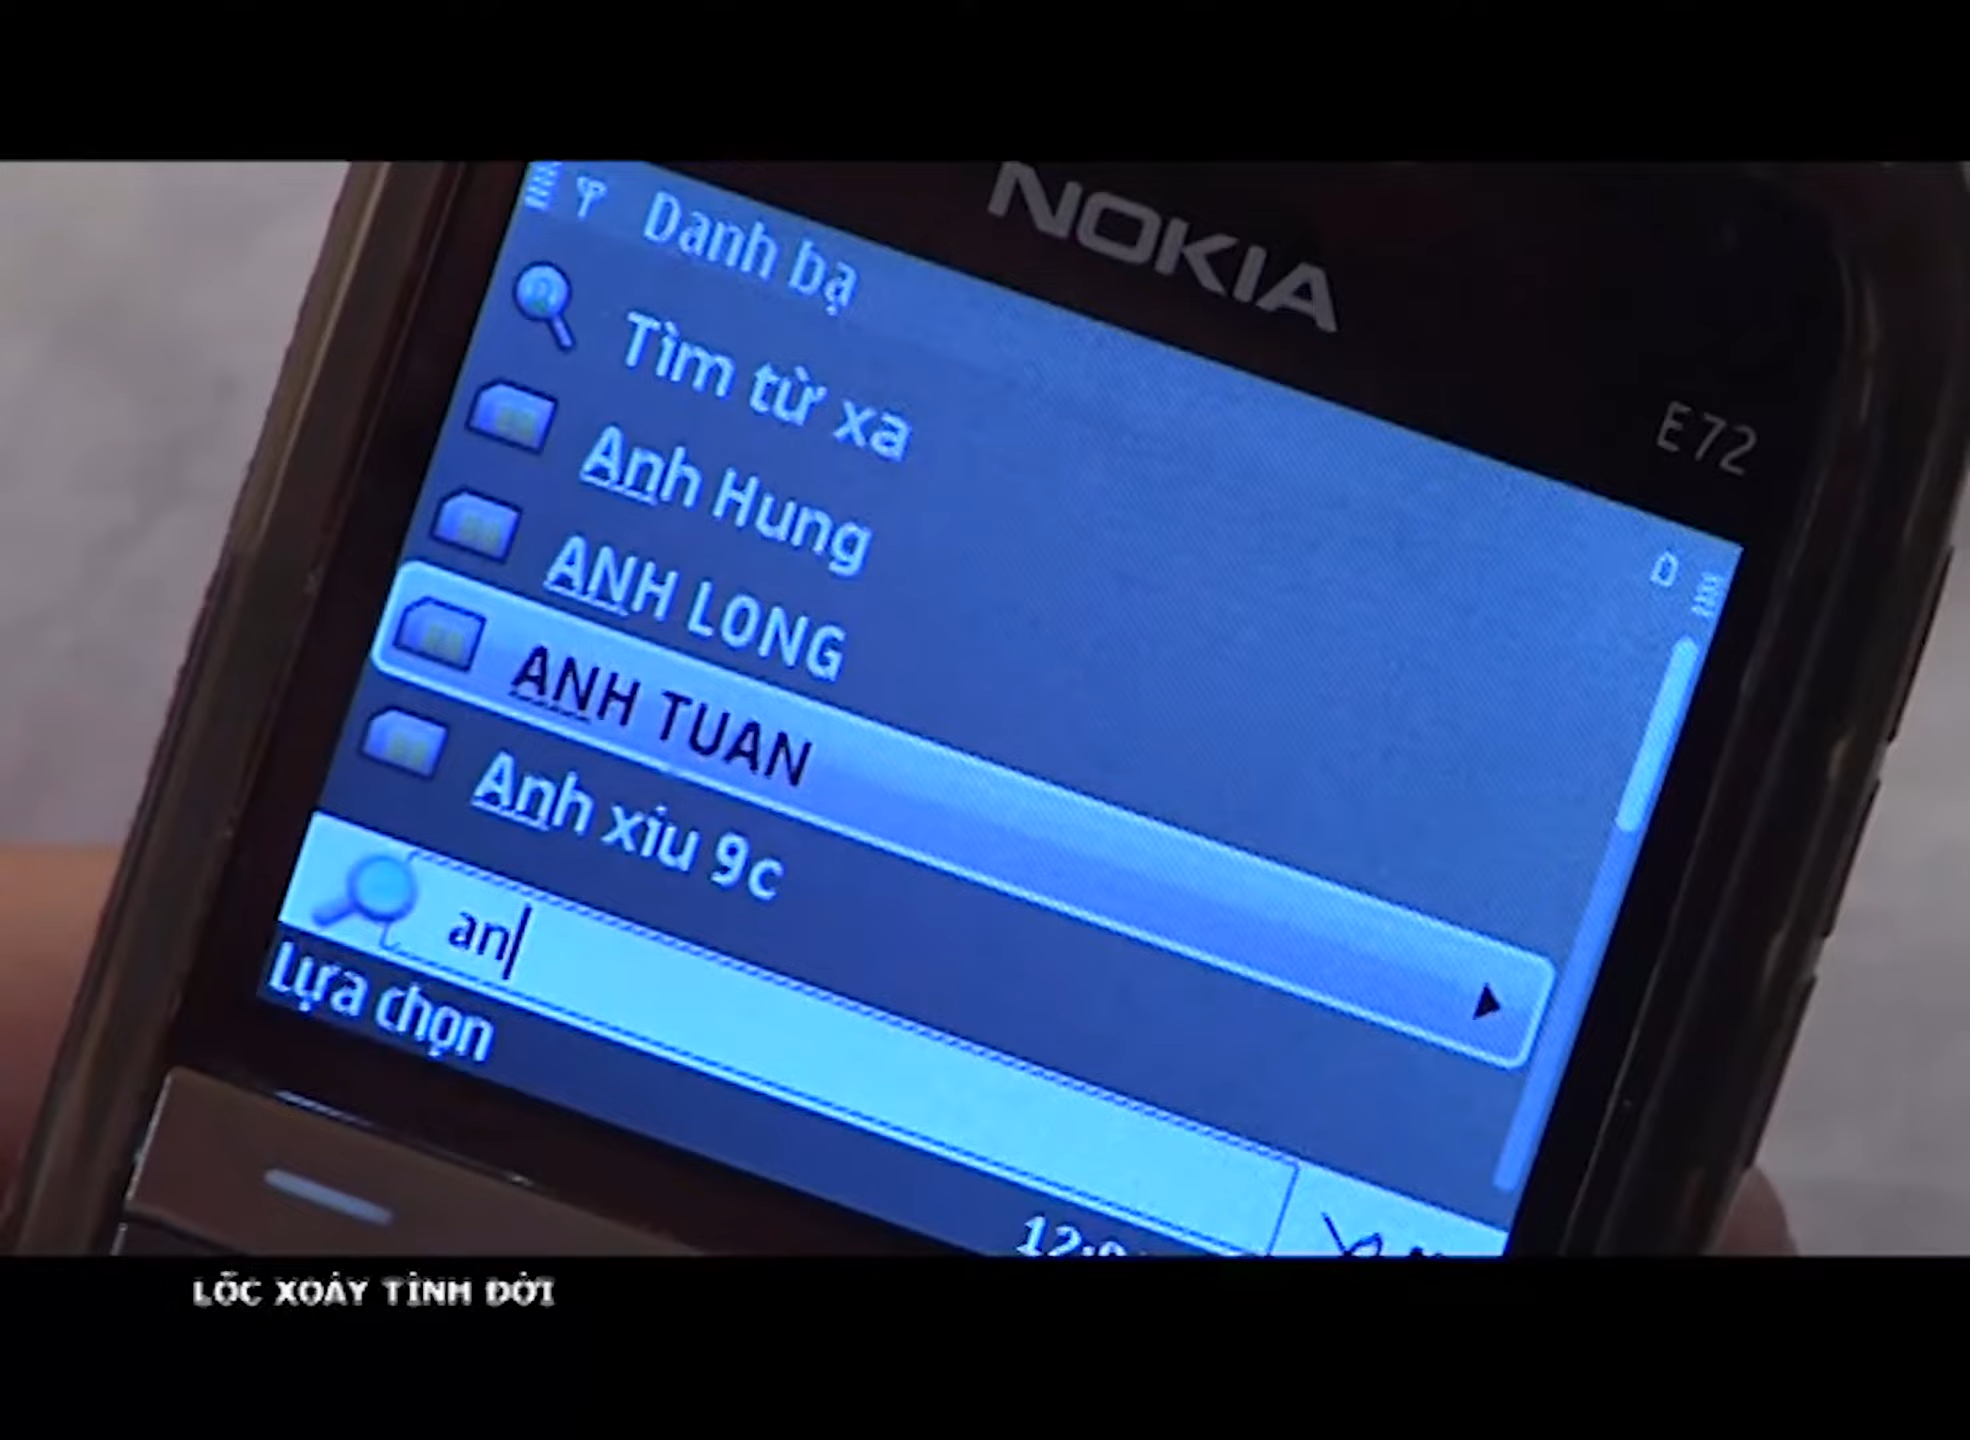 NOKIA
E72
Danh bạ
Tìm từ xa
Anh Hung
ANH LONG
ANH TUAN
Anh xiu 9c
an
Lựa chọn
LỐC XOÁY TÌNH ĐỜI